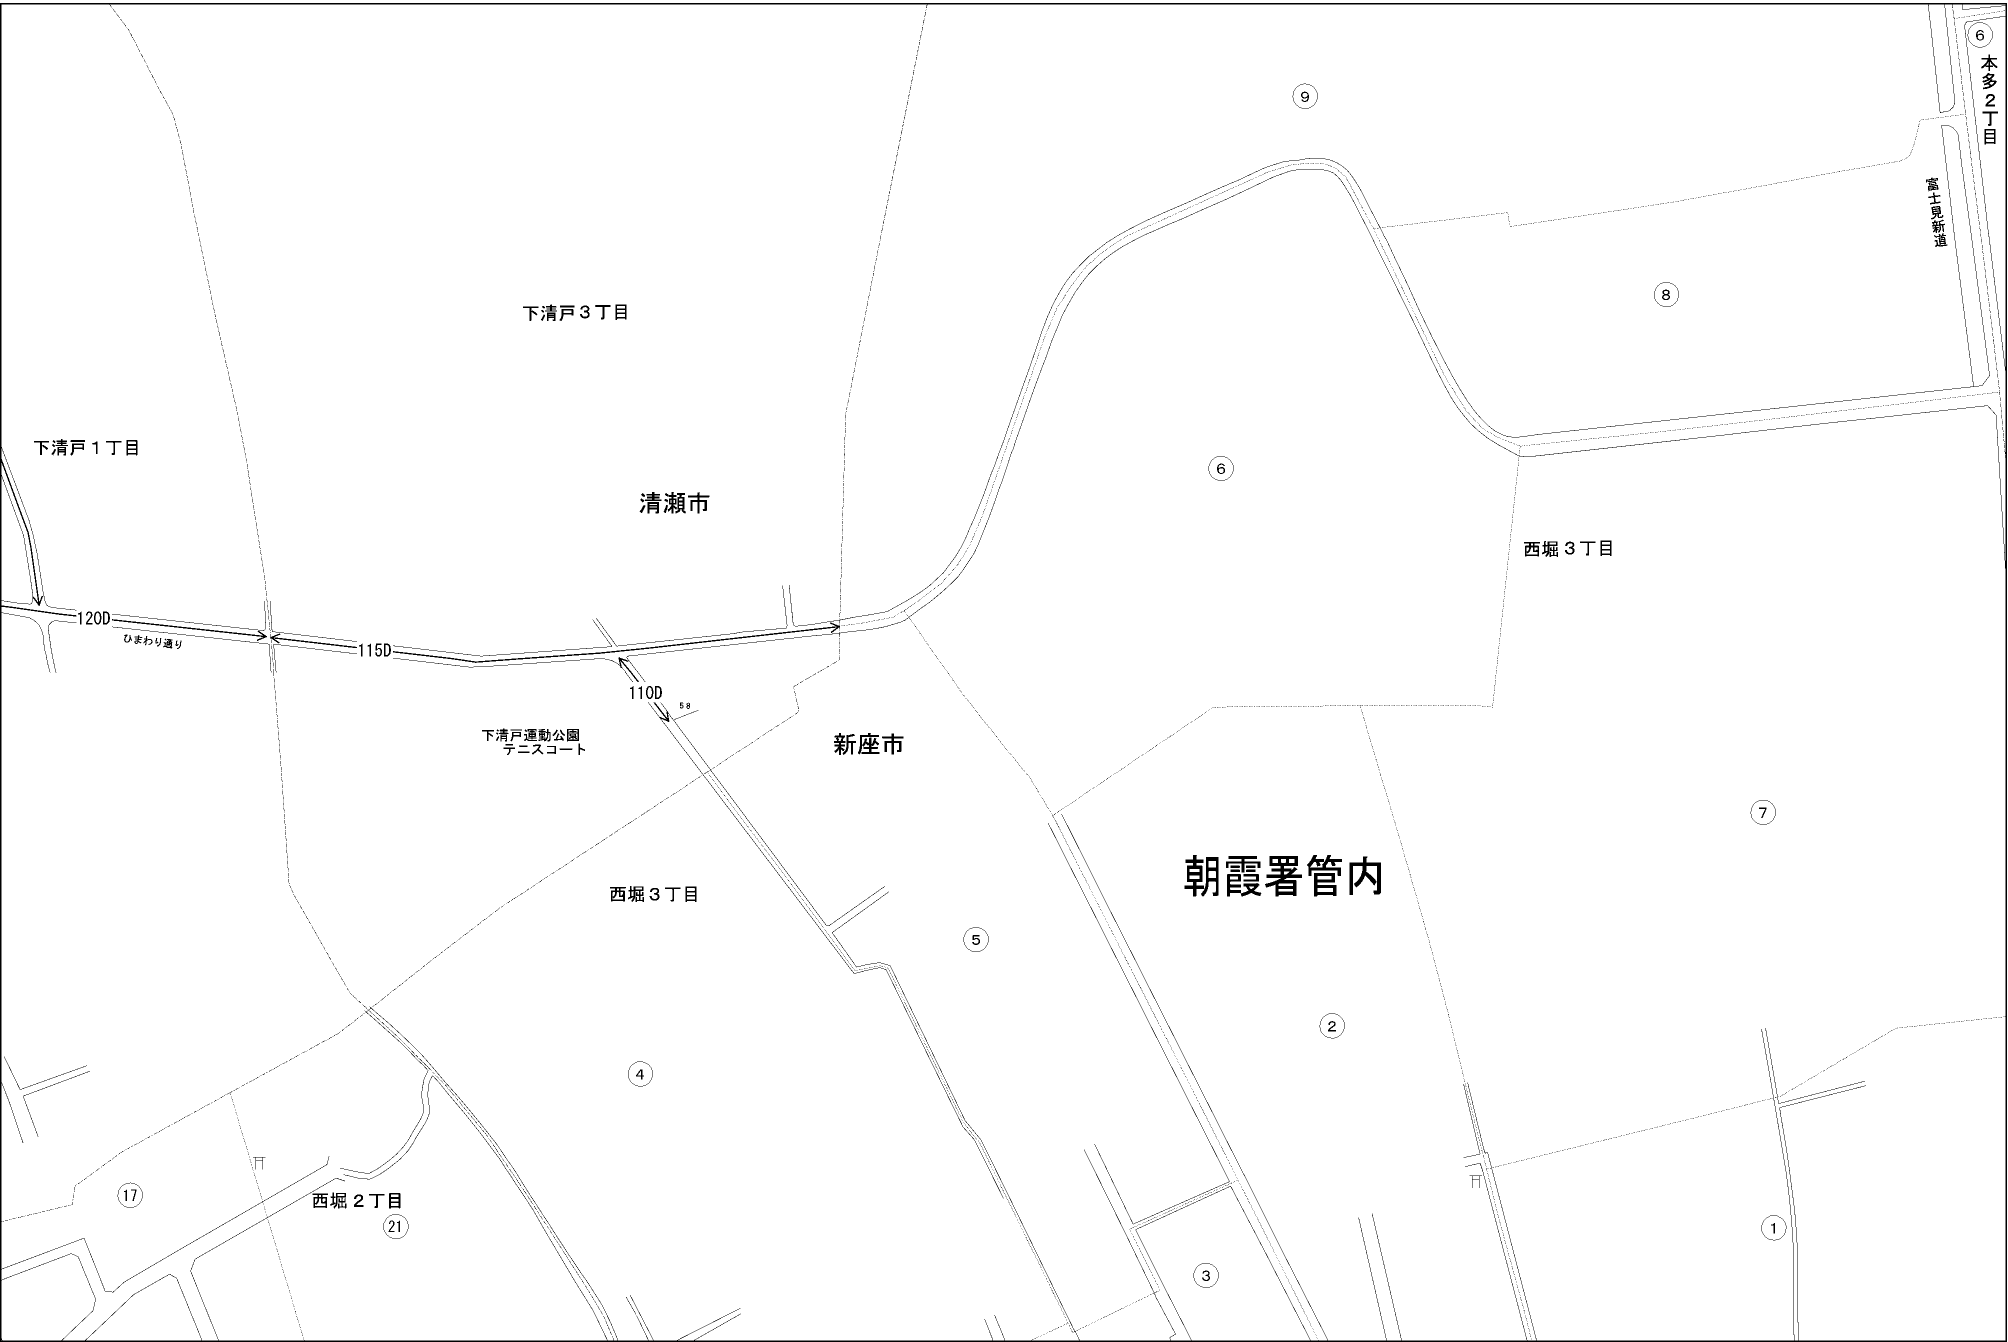 6
本多２丁目
9
富士見新道
8
下清戸３丁目
下清戸１丁目
6
清瀬市
西堀３丁目
120D
ひまわり通り
115D
110D
58
下清戸運動公園
テニスコート
新座市
7
朝霞署管内
西堀３丁目
5
2
4
17
西堀２丁目
21
1
3